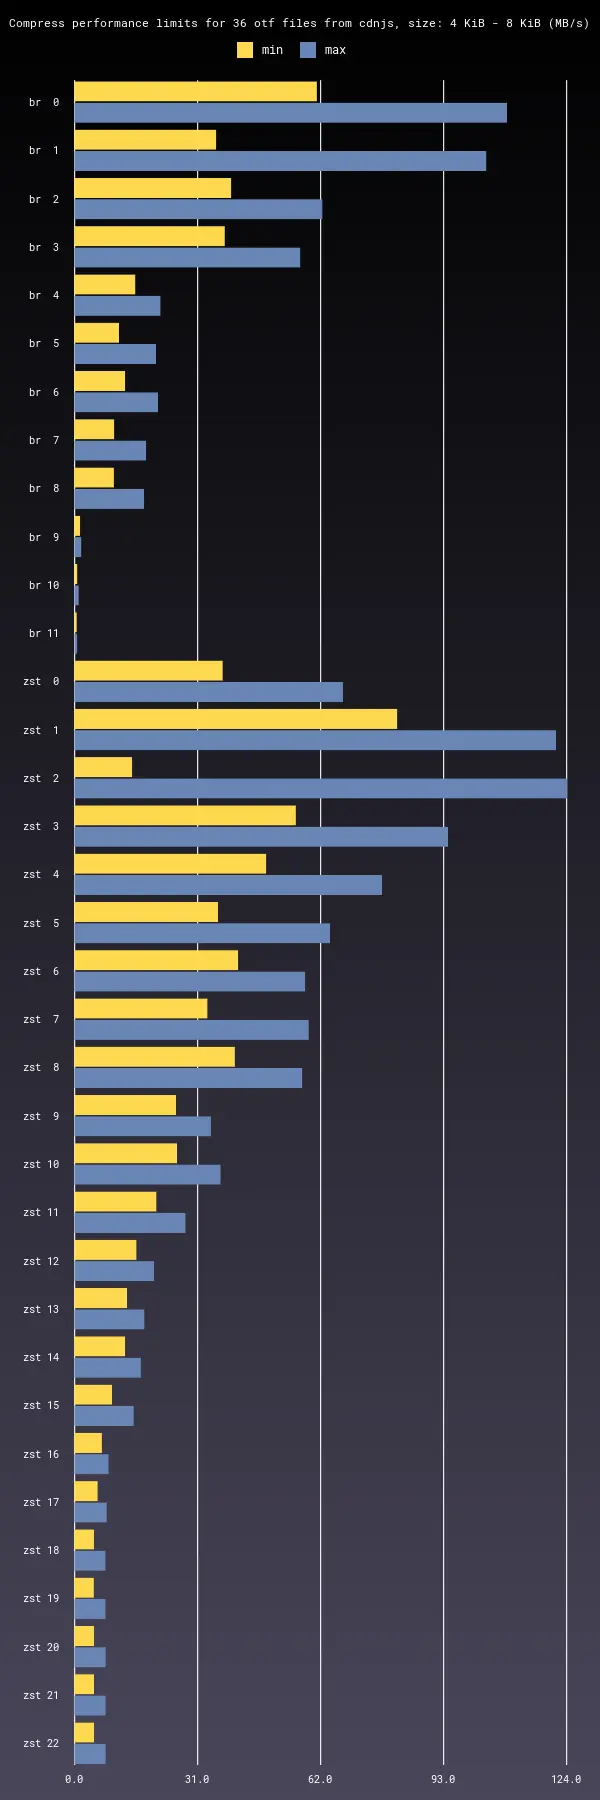 Compress performance limits for 36 otf files from cdnjs, size: 4 KiB - 8 KiB (MB/s)
min max
br 0
br 1
br 2
br 3
br 4
br 5
br 6
br 7
br 8
br 9
br 10
br 11
zst 0
zst 1
zst 2
zst 3
zst 4
zst 5
zst 6
zst 7
zst 8
zst 9
zst 10
zst 11
zst 12
zst 13
zst 14
zst 15
zst 16
zst 17
zst 18
zst 19
zst 20
zst 21
zst 22
0.0 31.0 62.0 93.0 124.0